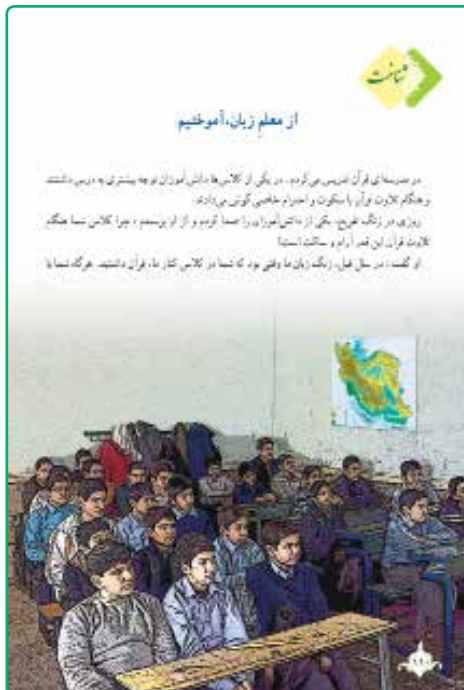 از معلم زبان، آموختیم
در مدرسه‌ای قرآن تدریس می‌کردم. در یکی از کلاس‌ها دانش‌آموزان توجه بیشتری به درس داشتند
و هنگام تلاوت قرآن با سکوت و احترام خاصی گوش می‌دادند.
روزی در زنگ تفریح، یکی از دانش‌آموزان را صدا کردم و از او پرسیدم: چرا کلاس شما هنگام
تلاوت قرآن این قدر آرام و ساکت است؟
او گفت: در سال قبل، زنگ زبان ما وقتی بود که شما در کلاس کنار ما، قرآن داشتید. هرگاه شما یا